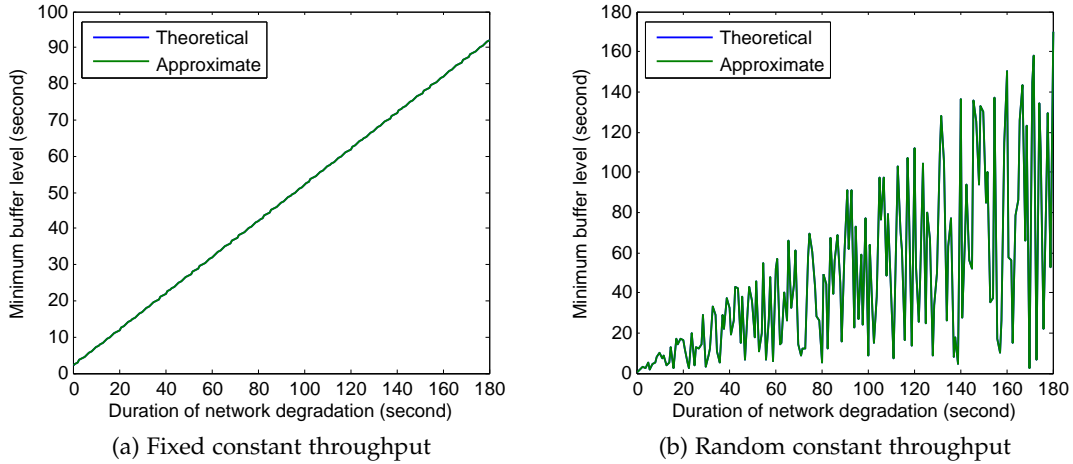 100
90
80
70
60
50
40
30
20
10
0
Minimum buffer level (second)
Theoretical
Approximate
0 20 40 60 80 100 120 140 160 180
Duration of network degradation (second)
(a) Fixed constant throughput
180
160
140
120
100
80
60
40
20
0
Minimum buffer level (second)
Theoretical
Approximate
0 20 40 60 80 100 120 140 160 180
Duration of network degradation (second)
(b) Random constant throughput